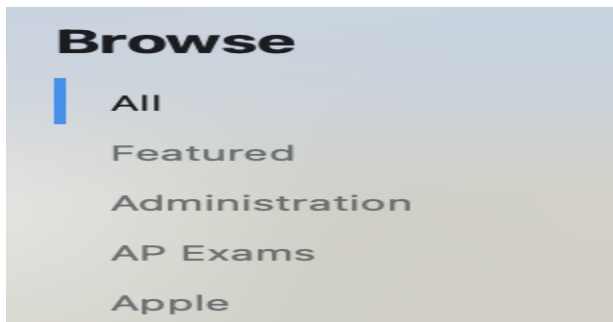 Browse
All
Featured
Administration
AP Exams
Apple